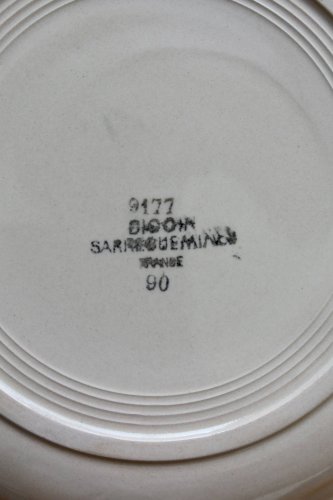 9177
DIGOIN
SARREGUEMINES
FRANCE
90